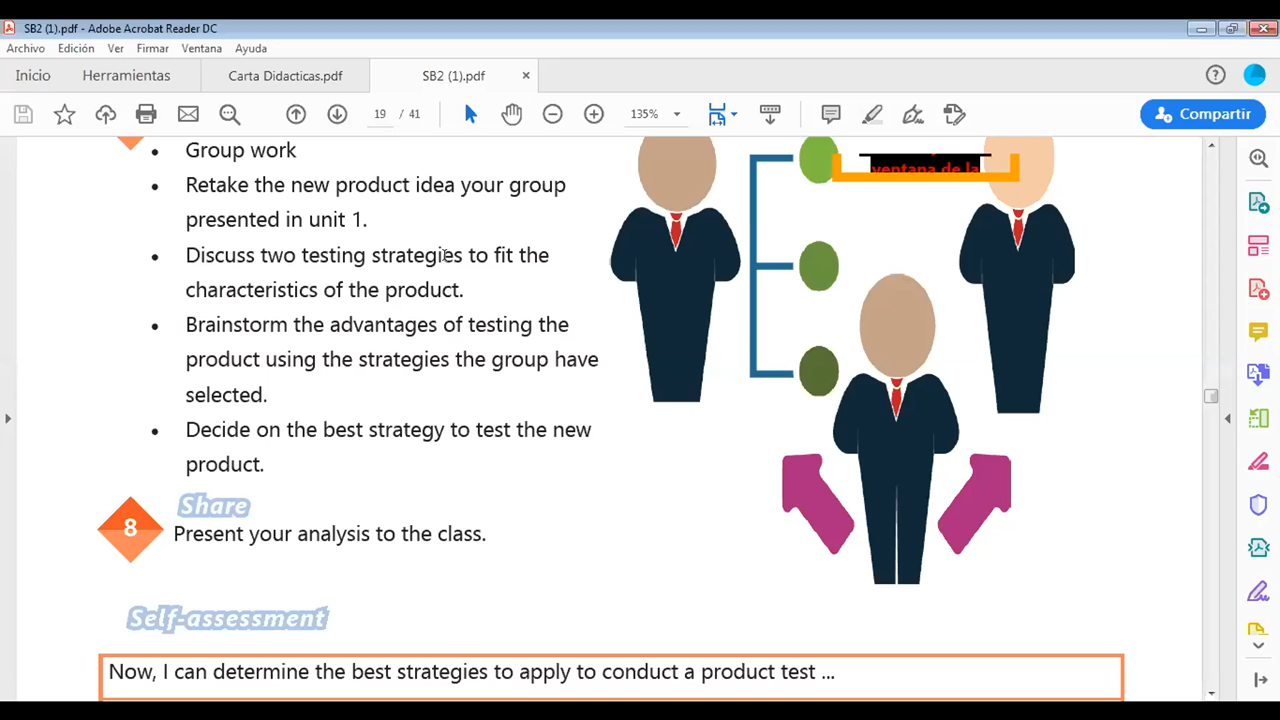 SB2 (1).pdf - Adobe Acrobat Reader DC
Archivo Edición Ver Firmar Ventana Ayuda
Inicio Herramientas Carta Didacticas.pdf SB2 (1).pdf ×
19 / 41 135% Compartir
• Group work
• Retake the new product idea your group
presented in unit 1.
• Discuss two testing strategies to fit the
characteristics of the product.
• Brainstorm the advantages of testing the
product using the strategies the group have
selected.
• Decide on the best strategy to test the new
product.
ventana de la
Share
8 Present your analysis to the class.
Self-assessment
Now, I can determine the best strategies to apply to conduct a product test ...